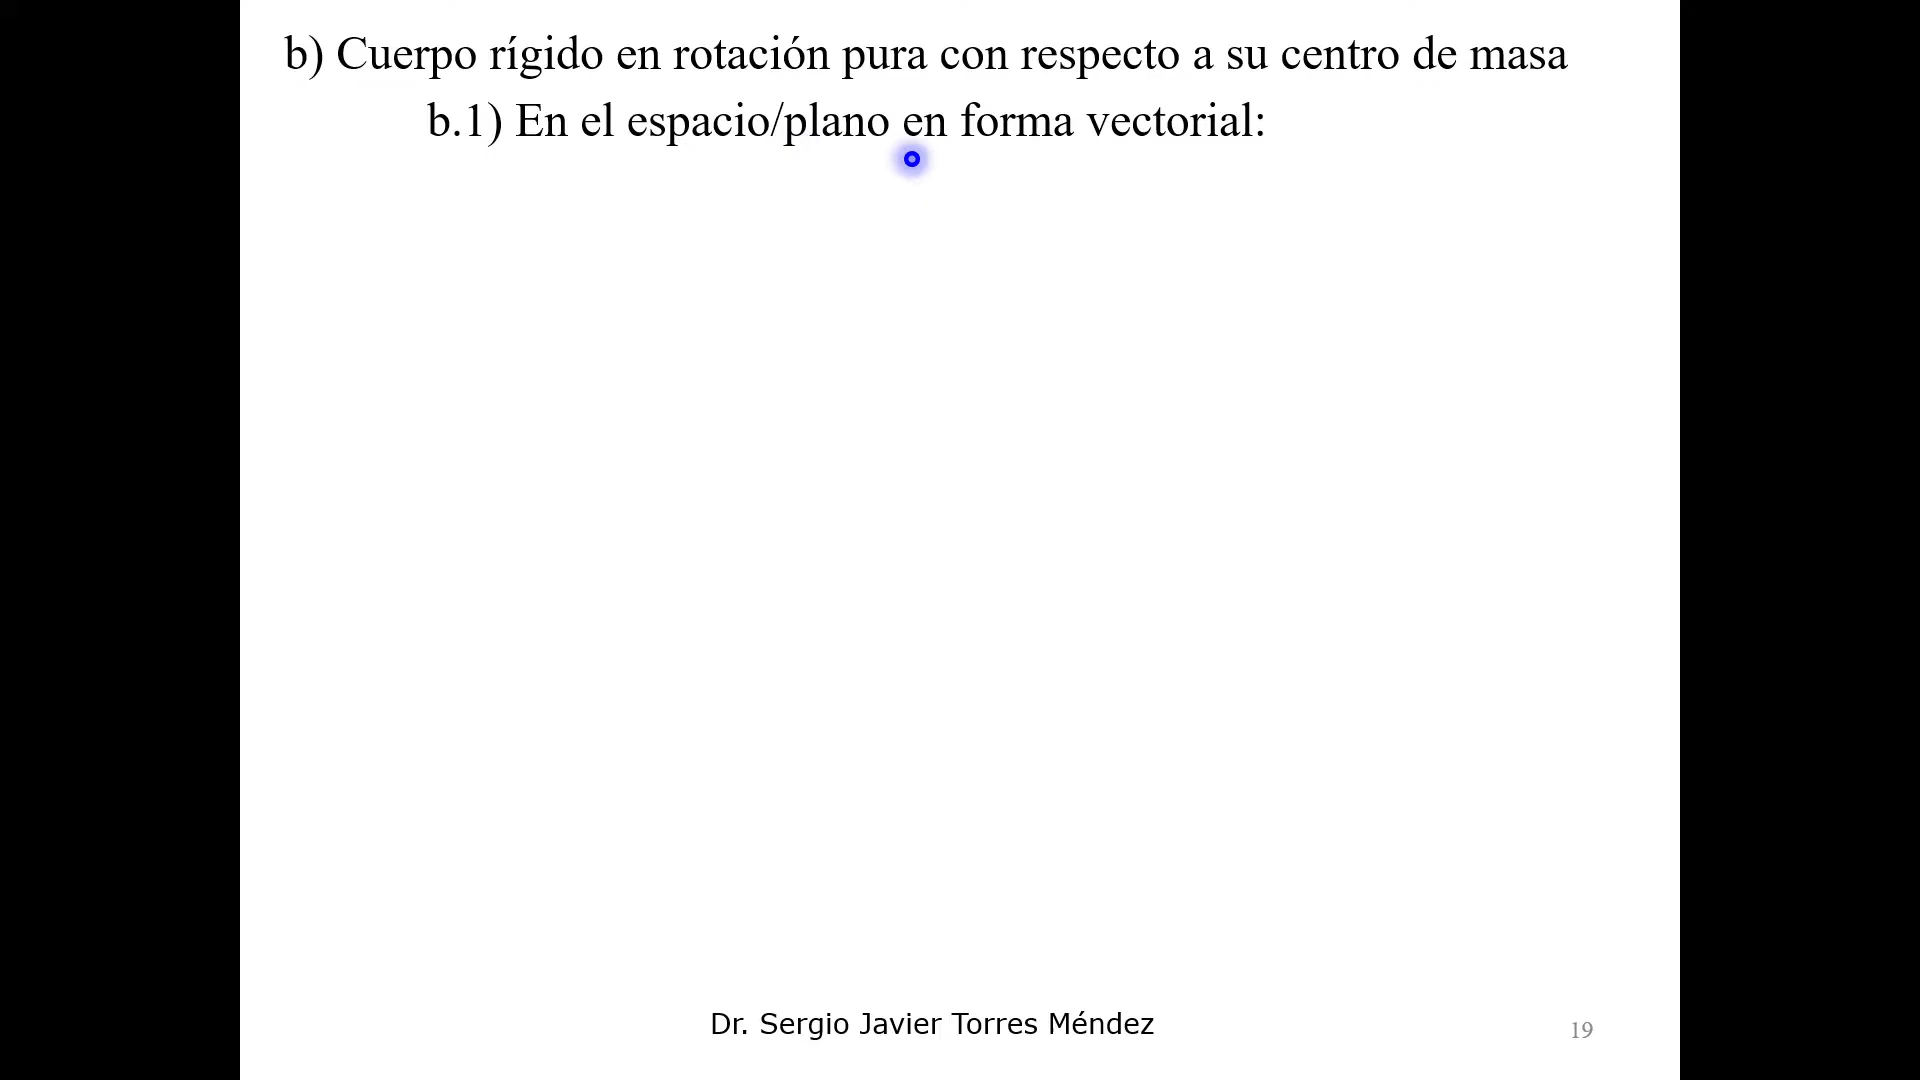 b) Cuerpo rígido en rotación pura con respecto a su centro de masa
b.1) En el espacio/plano en forma vectorial:
Dr. Sergio Javier Torres Méndez
19